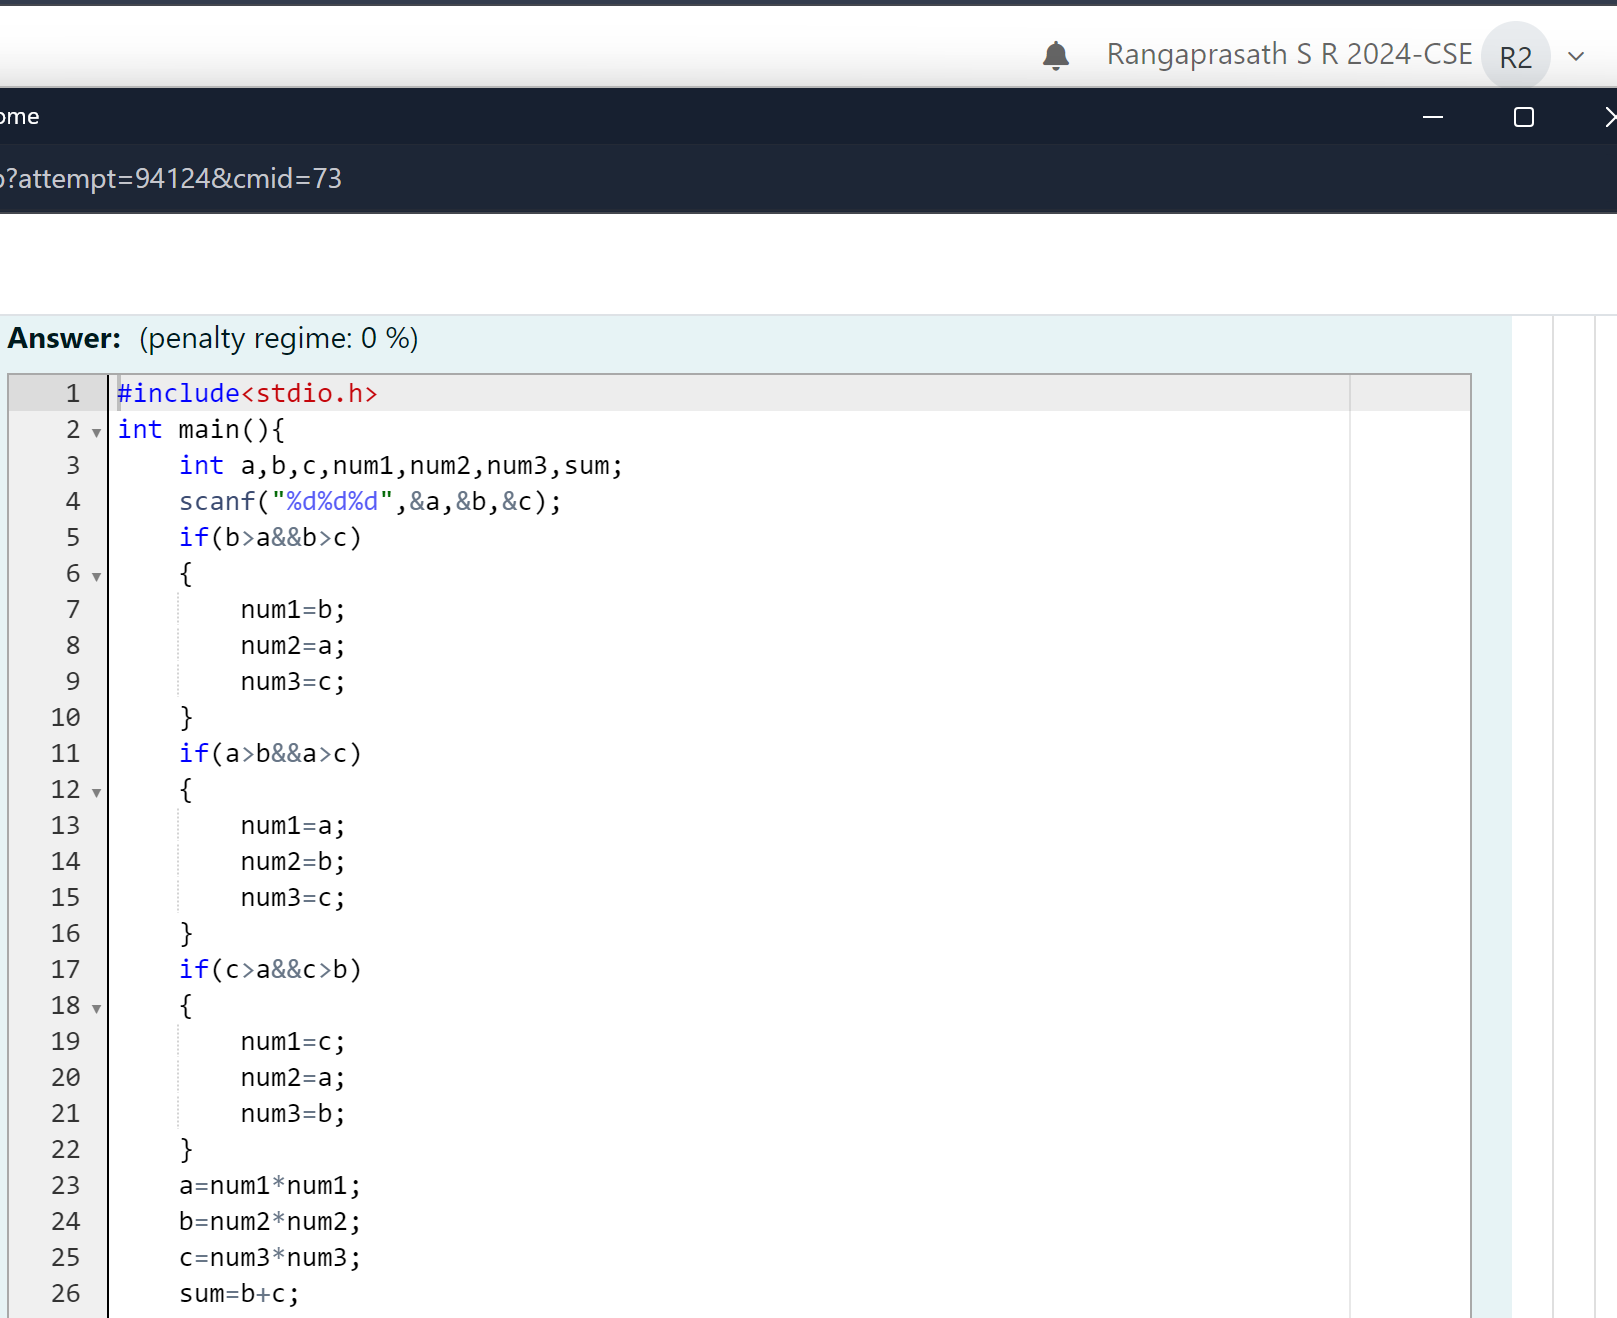 Rangaprasath S R 2024-CSE R2
ome
?attempt=94124&cmid=73
Answer: (penalty regime: 0 %)
1 #include<stdio.h>
2 int main(){
3 int a,b,c,num1,num2,num3,sum;
4 scanf("%d%d%d",&a,&b,&c);
5 if(b>a&&b>c)
6 {
7 num1=b;
8 num2=a;
9 num3=c;
10 }
11 if(a>b&&a>c)
12 {
13 num1=a;
14 num2=b;
15 num3=c;
16 }
17 if(c>a&&c>b)
18 {
19 num1=c;
20 num2=a;
21 num3=b;
22 }
23 a=num1*num1;
24 b=num2*num2;
25 c=num3*num3;
26 sum=b+c;